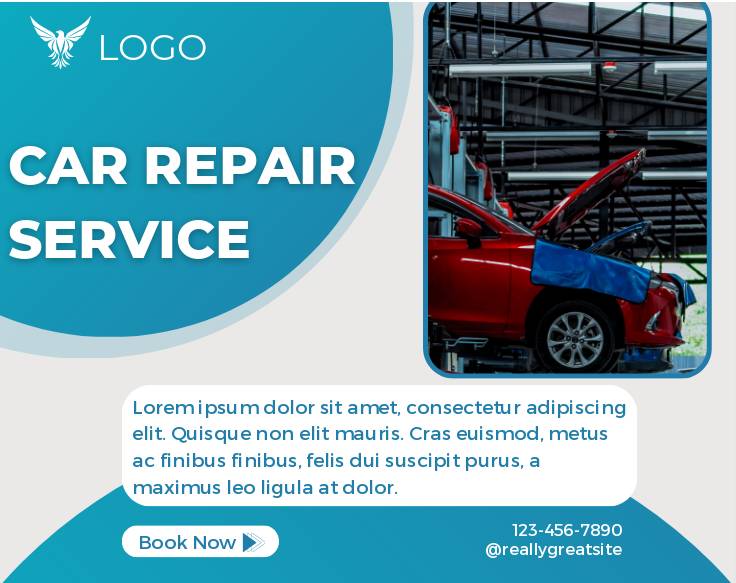 LOGO
CAR REPAIR
SERVICE
Lorem ipsum dolor sit amet, consectetur adipiscing
elit. Quisque non elit mauris. Cras euismod, metus
ac finibus finibus, felis dui suscipit purus, a
maximus leo ligula at dolor.
Book Now
123-456-7890
@reallygreatsite